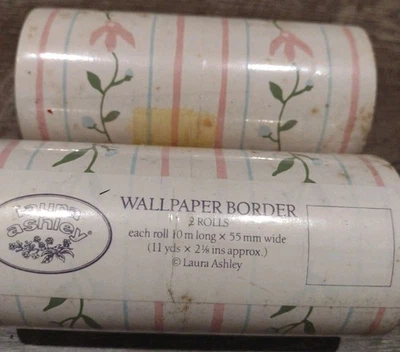 Laura
Ashley®
WALLPAPER BORDER
2 ROLLS
each roll 10 m long × 55 mm wide
(11 yds × 2⅛ ins approx.)
© Laura Ashley